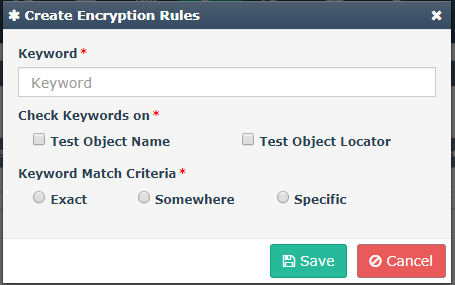 ✱ Create Encryption Rules ✖
Keyword *
Keyword
Check Keywords on *
Test Object Name Test Object Locator
Keyword Match Criteria *
Exact Somewhere Specific
Save Cancel